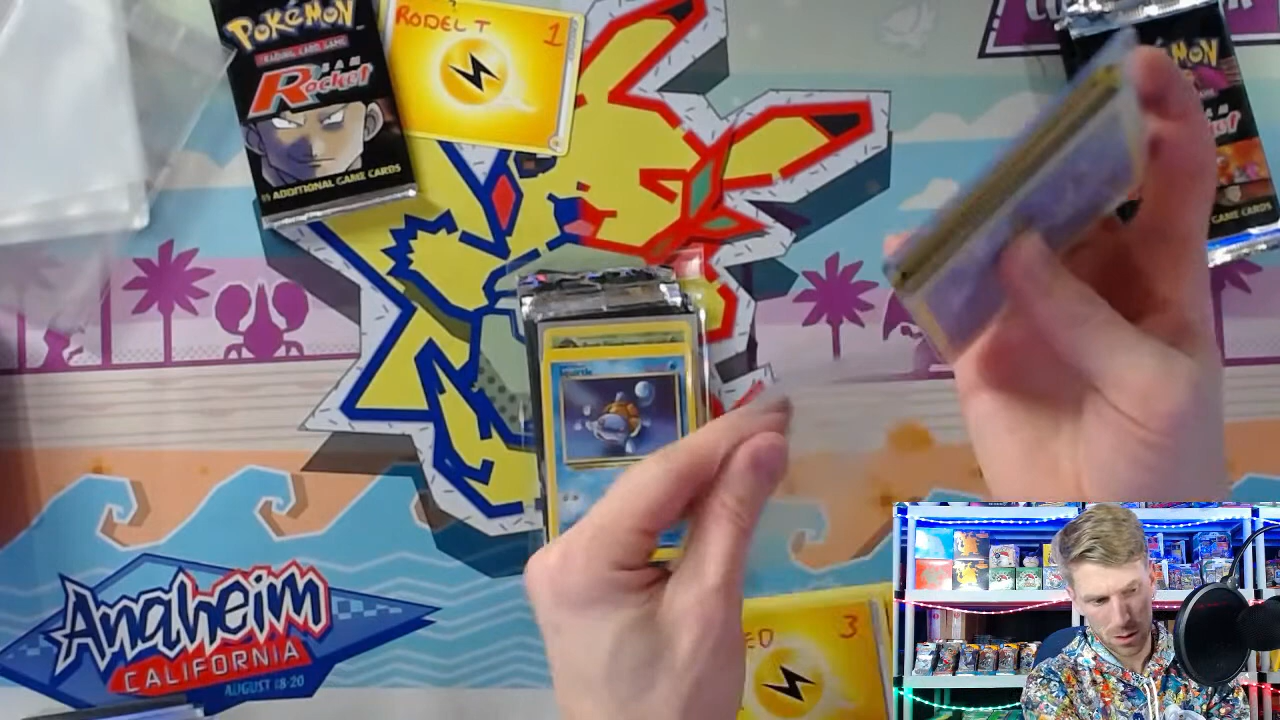 POKéMON
TRADING CARD GAME
TEAM
Rocket
15 ADDITIONAL GAME CARDS
RODEL T 1
Squirtle
GAME CARDS
3
Anaheim
CALIFORNIA
AUGUST 18-20